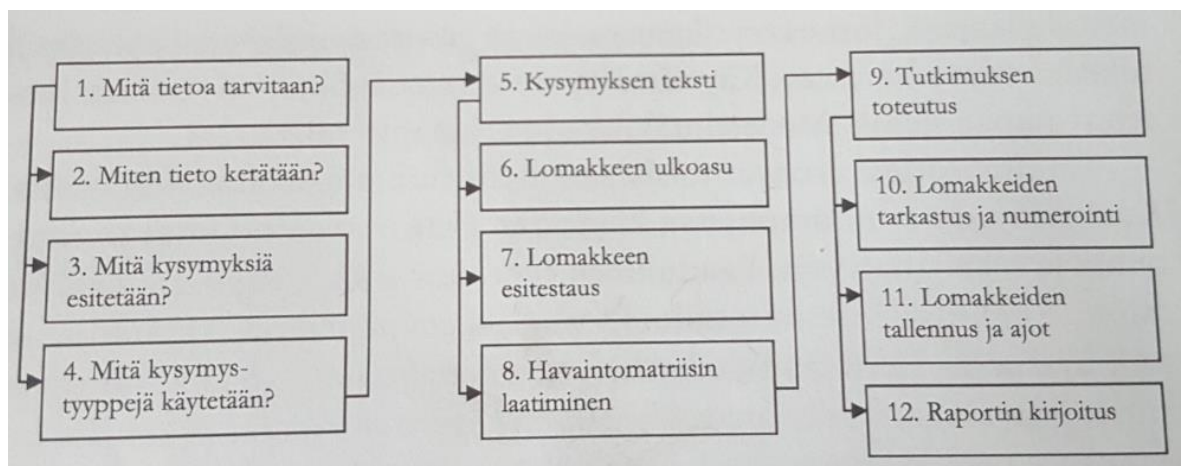 1. Mitä tietoa tarvitaan?
2. Miten tieto kerätään?
3. Mitä kysymyksiä
esitetään?
4. Mitä kysymys-
tyyppejä käytetään?
5. Kysymyksen teksti
6. Lomakkeen ulkoasu
7. Lomakkeen
esitestaus
8. Havaintomatriisin
laatiminen
9. Tutkimuksen
toteutus
10. Lomakkeiden
tarkastus ja numerointi
11. Lomakkeiden
tallennus ja ajot
12. Raportin kirjoitus